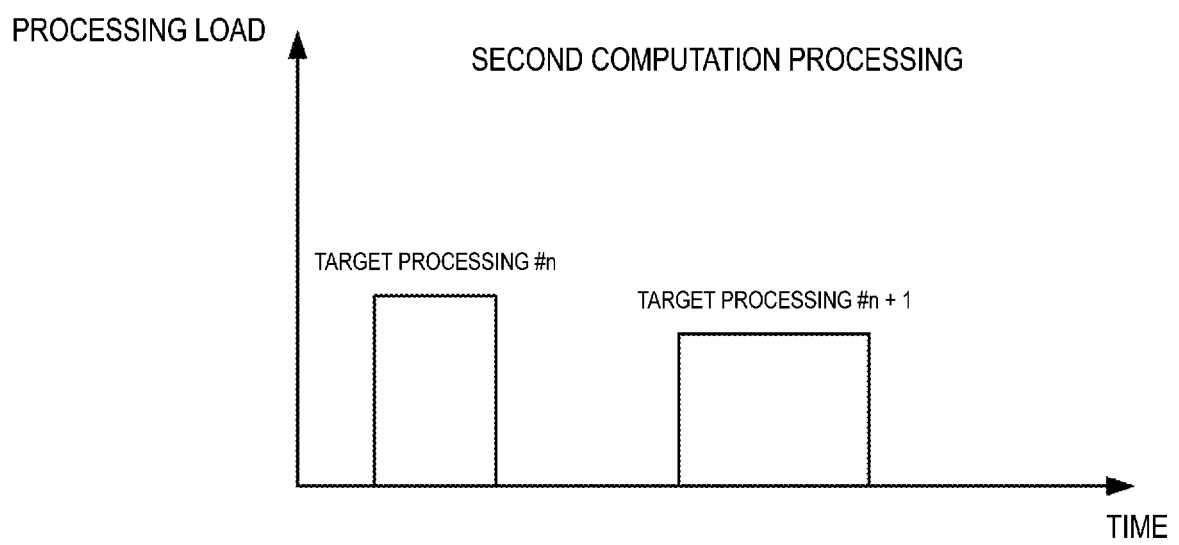 PROCESSING LOAD
SECOND COMPUTATION PROCESSING
TARGET PROCESSING #n
TARGET PROCESSING #n + 1
TIME